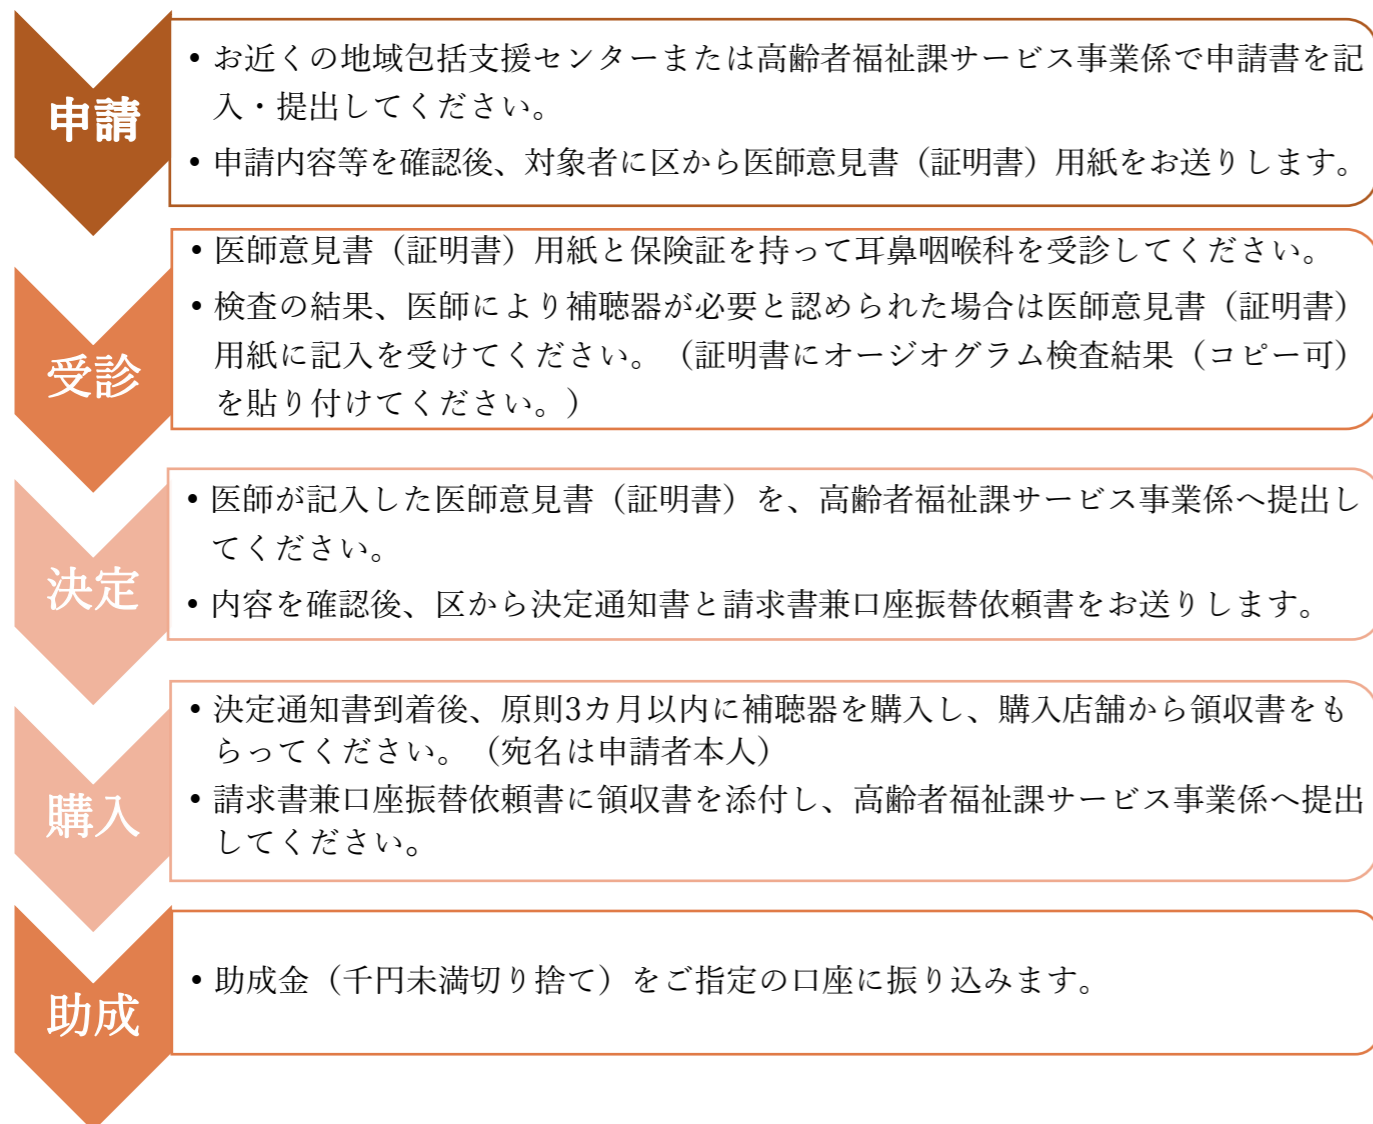 申請
• お近くの地域包括支援センターまたは高齢者福祉課サービス事業係で申請書を記
入・提出してください。
• 申請内容等を確認後、対象者に区から医師意見書（証明書）用紙をお送りします。
受診
• 医師意見書（証明書）用紙と保険証を持って耳鼻咽喉科を受診してください。
• 検査の結果、医師により補聴器が必要と認められた場合は医師意見書（証明書）
用紙に記入を受けてください。（証明書にオージオグラム検査結果（コピー可）
を貼り付けてください。）
決定
• 医師が記入した医師意見書（証明書）を、高齢者福祉課サービス事業係へ提出し
てください。
• 内容を確認後、区から決定通知書と請求書兼口座振替依頼書をお送りします。
購入
• 決定通知書到着後、原則3カ月以内に補聴器を購入し、購入店舗から領収書をも
らってください。（宛名は申請者本人）
• 請求書兼口座振替依頼書に領収書を添付し、高齢者福祉課サービス事業係へ提出
してください。
助成
• 助成金（千円未満切り捨て）をご指定の口座に振り込みます。